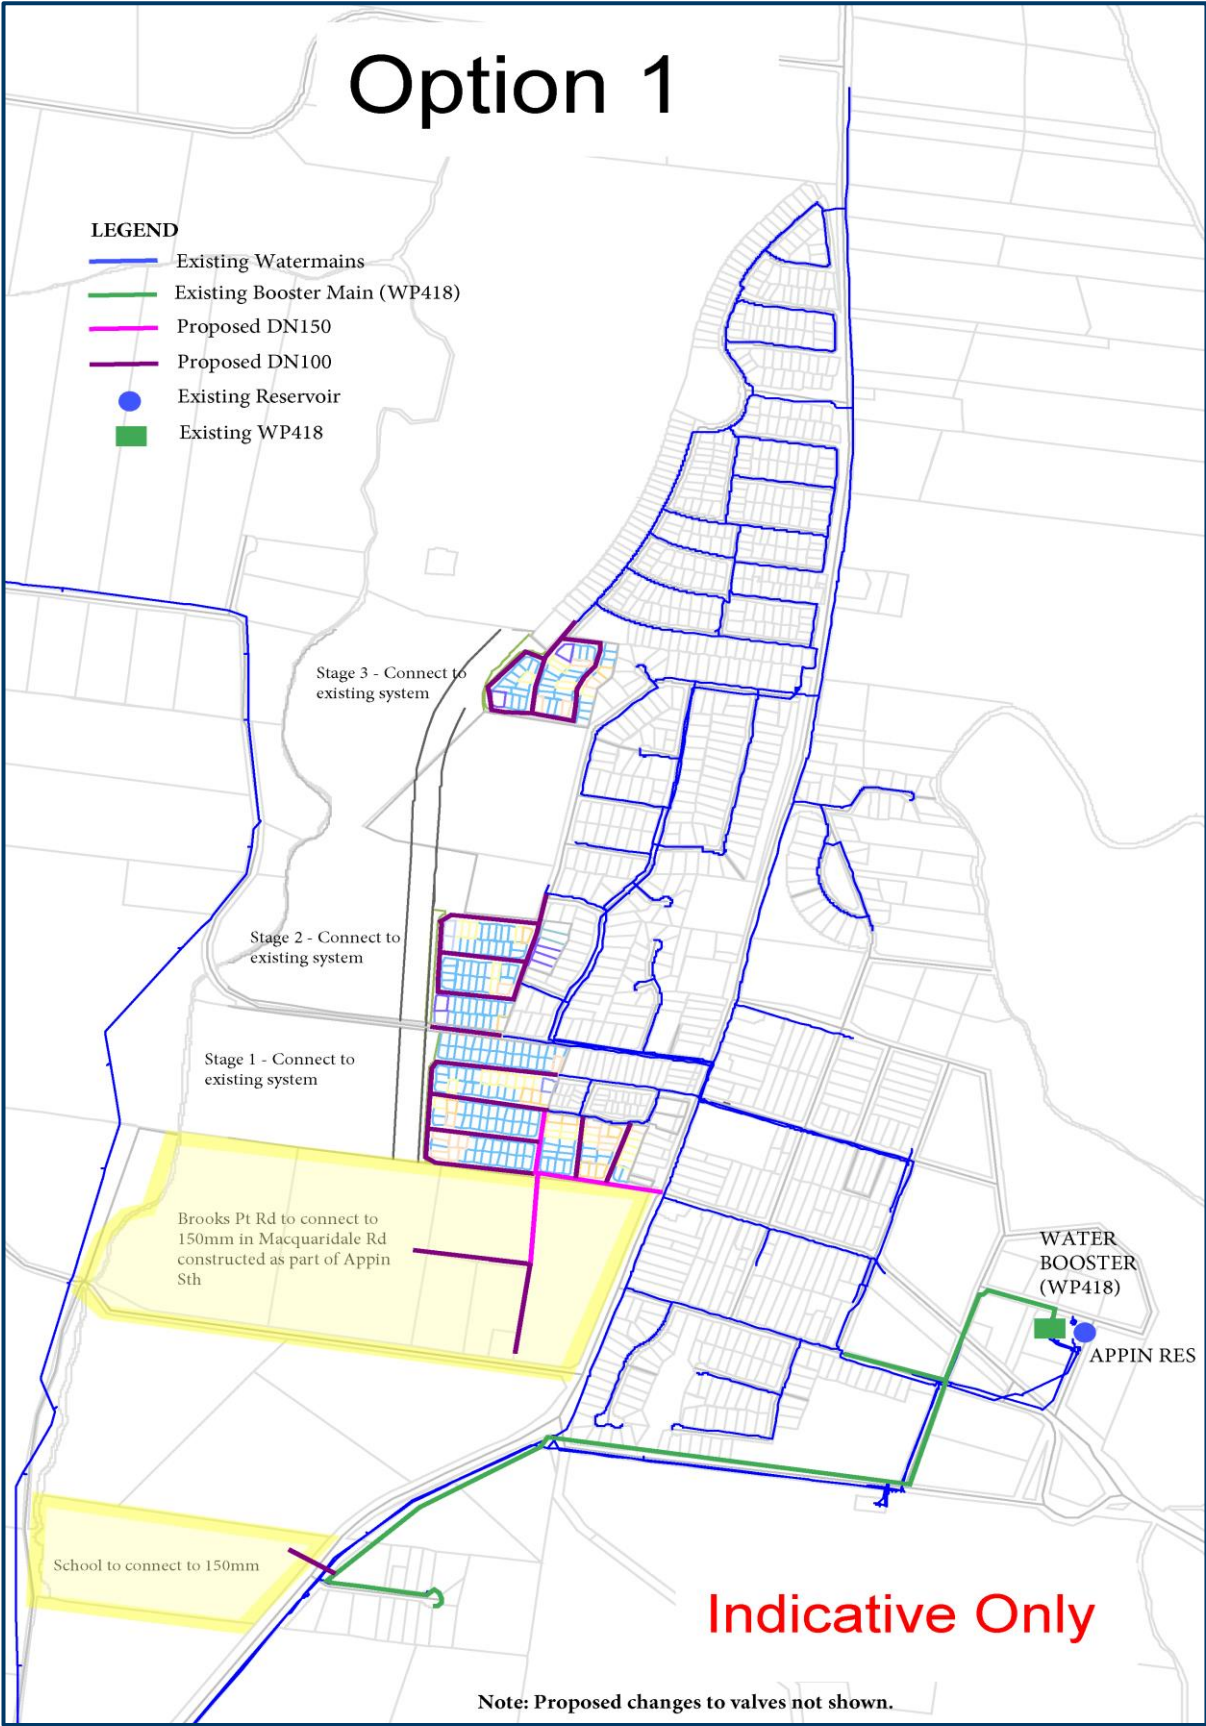 Option 1
LEGEND
Existing Watermains
Existing Booster Main (WP418)
Proposed DN150
Proposed DN100
Existing Reservoir
Existing WP418
Stage 3 - Connect to
existing system
Stage 2 - Connect to
existing system
Stage 1 - Connect to
existing system
Brooks Pt Rd to connect to
150mm in Macquaridale Rd
constructed as part of Appin
Sth
WATER
BOOSTER
(WP418)
APPIN RES
School to connect to 150mm
Indicative Only
Note: Proposed changes to valves not shown.